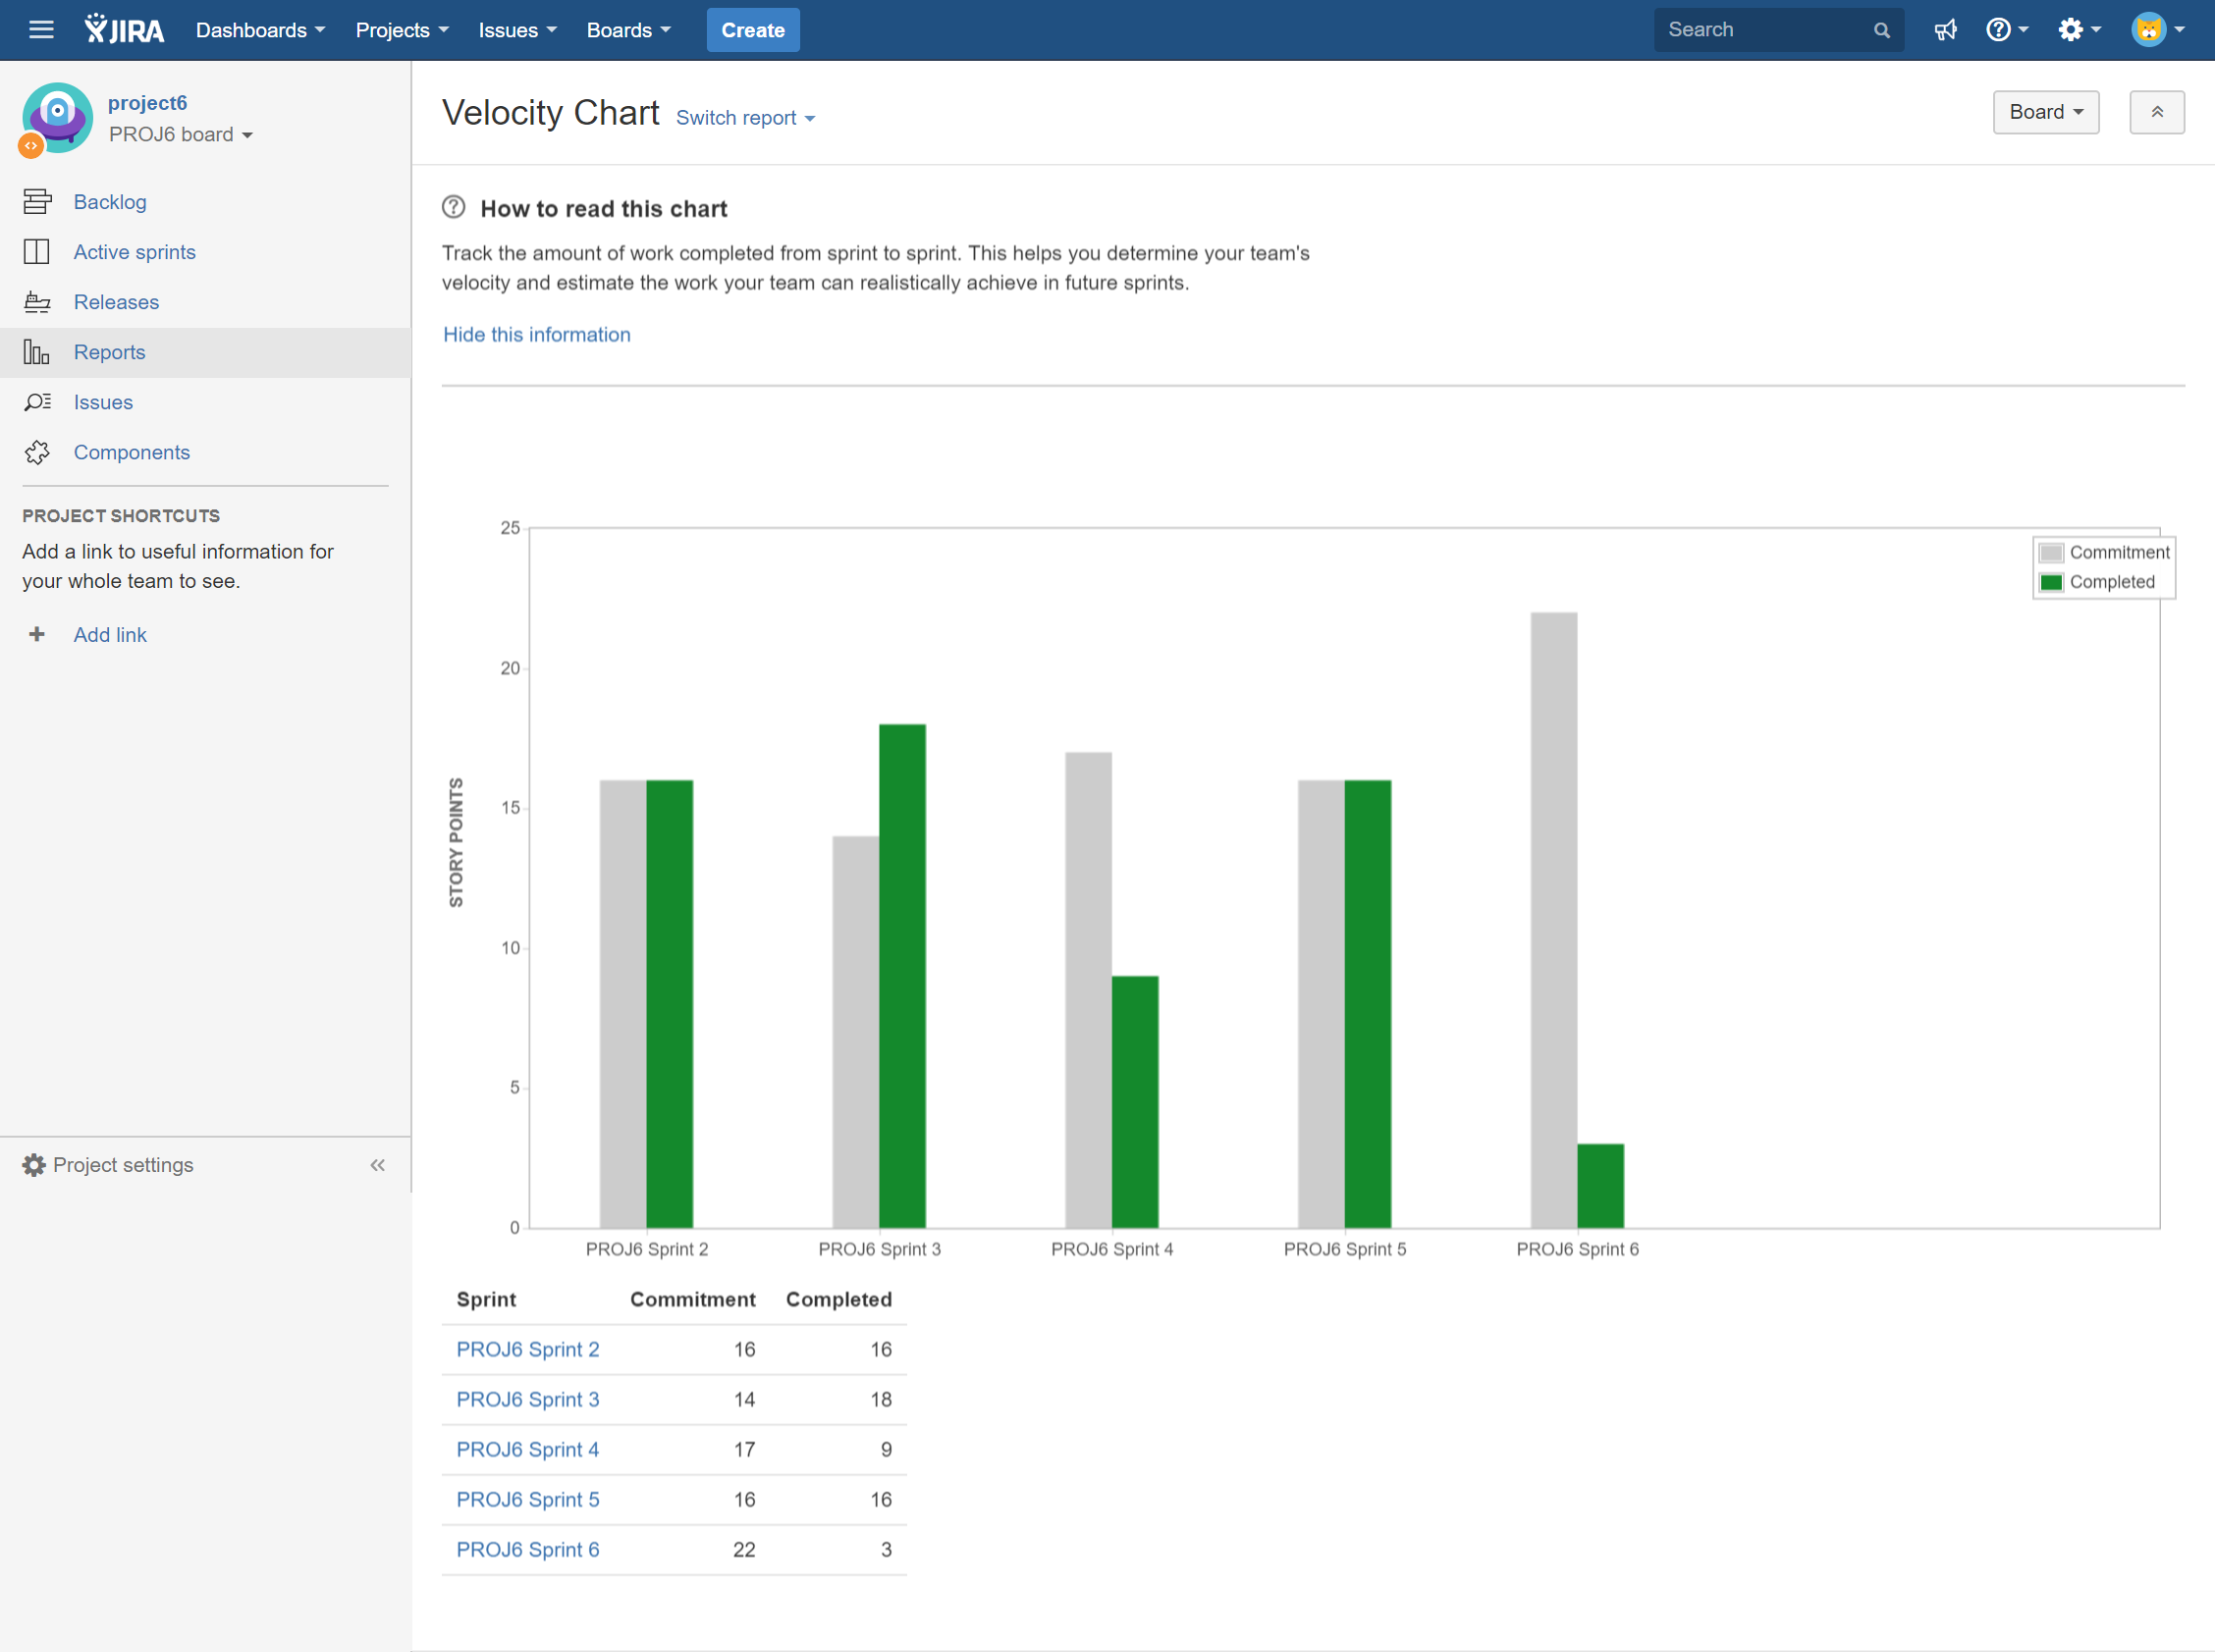 JIRA Dashboards Projects Issues Boards Create Search
project6
PROJ6 board
Backlog
Active sprints
Releases
Reports
Issues
Components
PROJECT SHORTCUTS
Add a link to useful information for
your whole team to see.
Add link
Project settings
Velocity Chart Switch report Board
How to read this chart
Track the amount of work completed from sprint to sprint. This helps you determine your team's
velocity and estimate the work your team can realistically achieve in future sprints.
Hide this information
25
20
15
10
5
0
STORY POINTS
Commitment
Completed
PROJ6 Sprint 2 PROJ6 Sprint 3 PROJ6 Sprint 4 PROJ6 Sprint 5 PROJ6 Sprint 6
Sprint Commitment Completed
PROJ6 Sprint 2 16 16
PROJ6 Sprint 3 14 18
PROJ6 Sprint 4 17 9
PROJ6 Sprint 5 16 16
PROJ6 Sprint 6 22 3